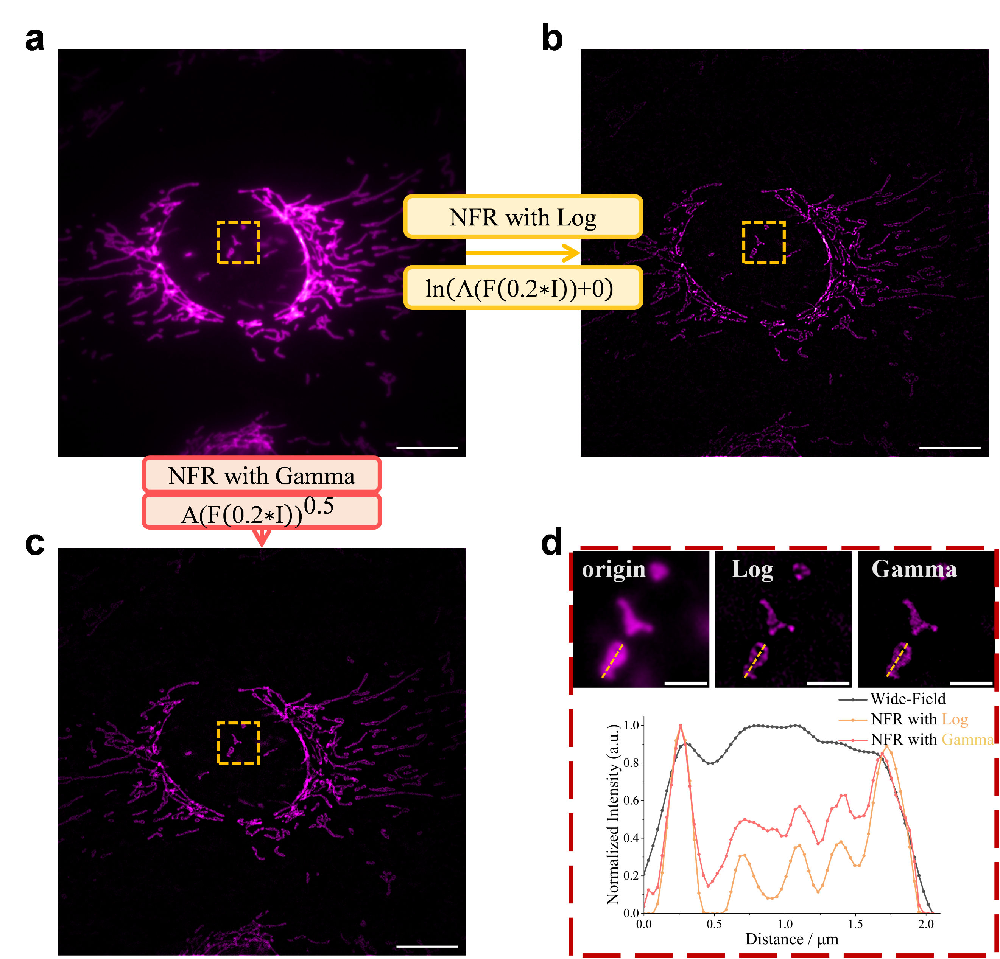 a
b
NFR with Log
ln(A(F(0.2*I))+0)
NFR with Gamma
A(F(0.2*I))^0.5
c
d
origin
Log
Gamma
Wide-Field
NFR with Log
NFR with Gamma
Normalized Intensity (a.u.)
1.0
0.8
0.6
0.4
0.2
0.0
0.0 0.5 1.0 1.5 2.0
Distance / μm